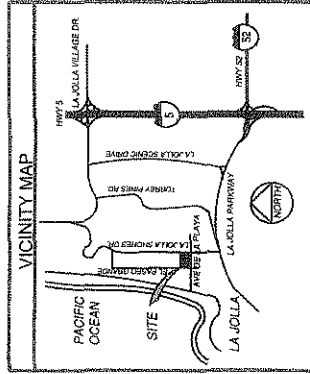 VICINITY MAP
HWY 5
LA JOLLA VILLAGE DR.
PACIFIC
OCEAN
LA JOLLA SCENIC DRIVE
TORREY PINES RD.
5
LA JOLLA SHORES DR.
EL PASEO GRANDE
SITE
AVE DE LA PLAYA
HWY 52
52
LA JOLLA PARKWAY
LA JOLLA
NORTH